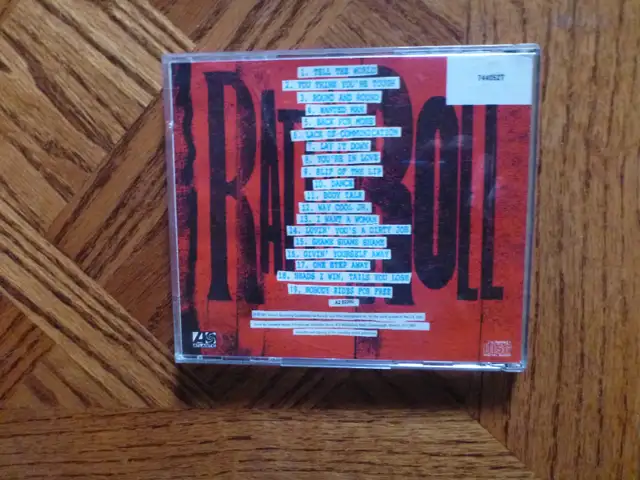 7440527
RATT & ROLL
1. TELL THE WORLD
2. YOU THINK YOU'RE TOUGH
3. ROUND AND ROUND
4. WANTED MAN
5. BACK FOR MORE
6. LACK OF COMMUNICATION
7. LAY IT DOWN
8. YOU'RE IN LOVE
9. SLIP OF THE LIP
10. DANCE
11. BODY TALK
12. WAY COOL JR.
13. I WANT A WOMAN
14. LOVIN' YOU'S A DIRTY JOB
15. SHAME SHAME SHAME
16. GIVIN' YOURSELF AWAY
17. ONE STEP AWAY
18. HEADS I WIN, TAILS YOU LOSE
19. NOBODY RIDES FOR FREE